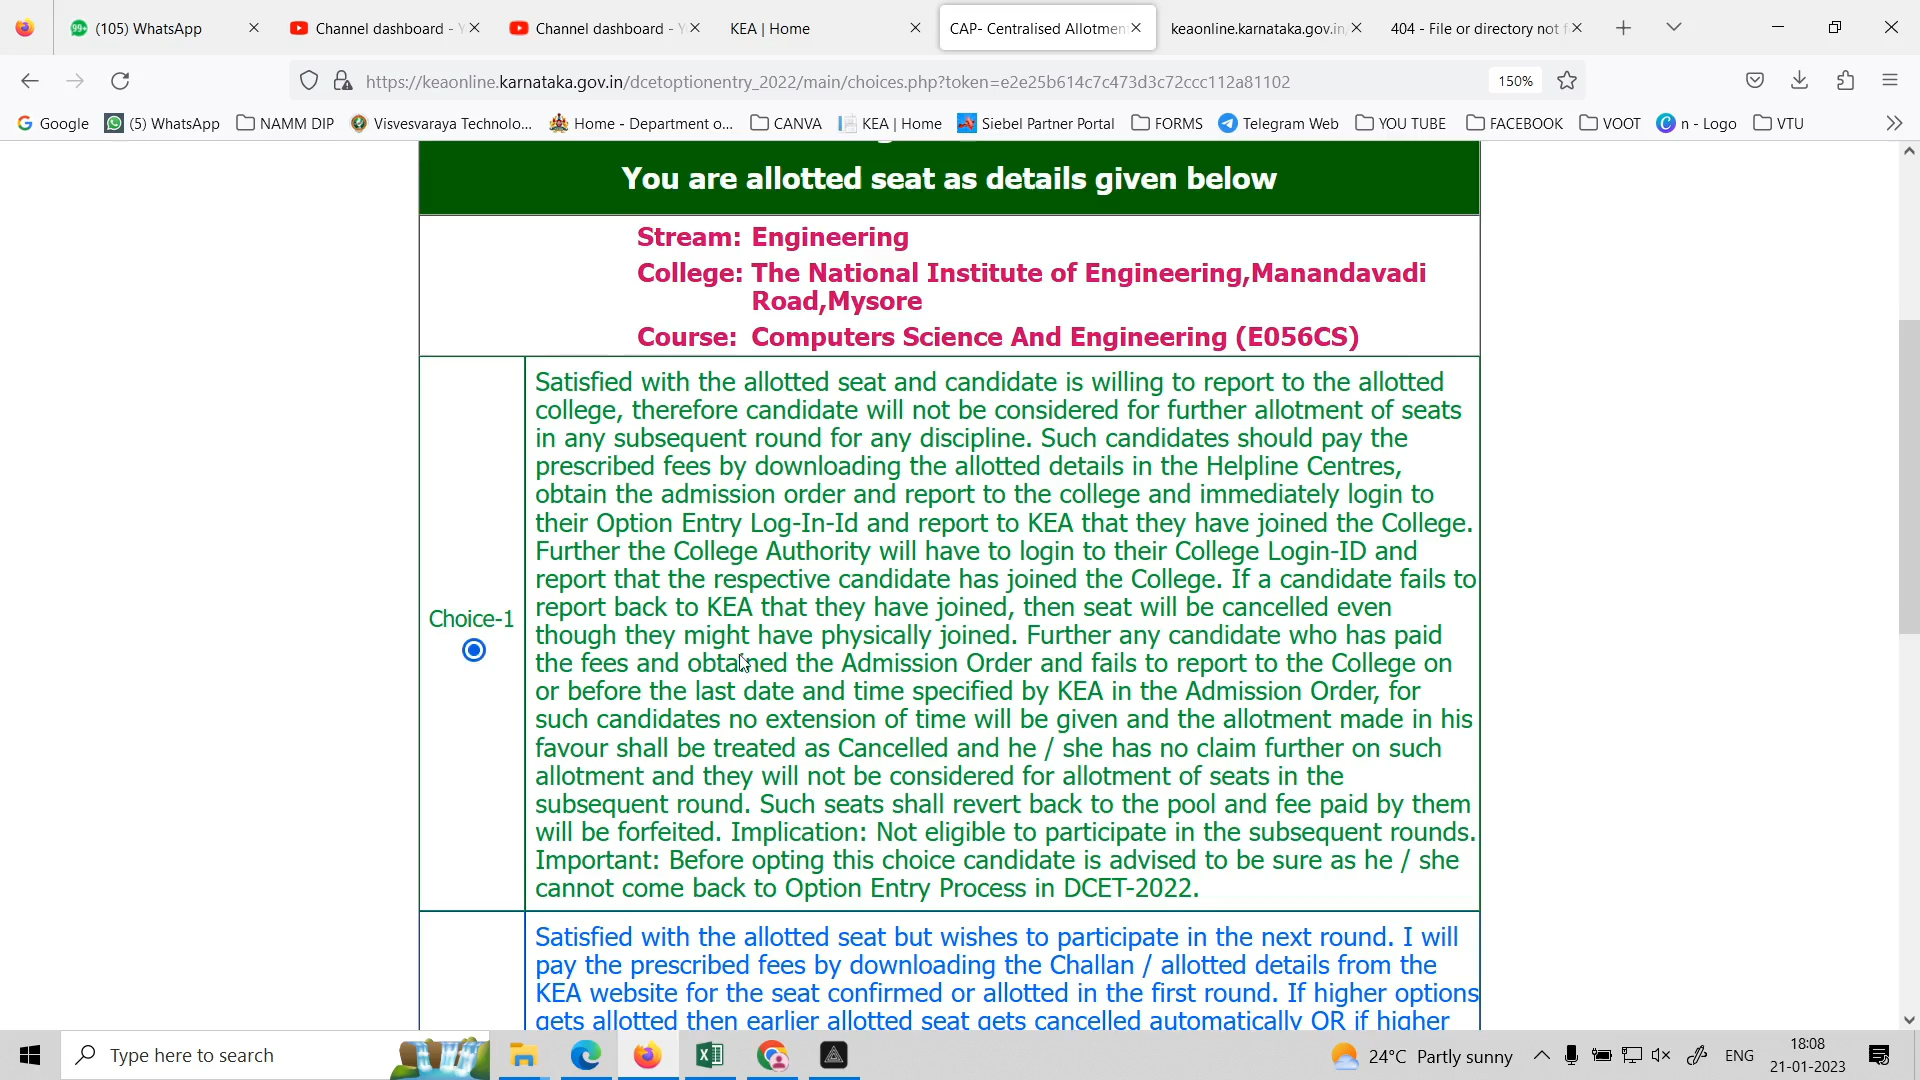 (105) WhatsApp
Channel dashboard - Y
Channel dashboard - Y
KEA | Home
CAP- Centralised Allotmen
keaonline.karnataka.gov.in/
404 - File or directory not f
https://keaonline.karnataka.gov.in/dcetoptionentry_2022/main/choices.php?token=e2e25b614c7c473d3c72ccc112a81102
150%
Google
(5) WhatsApp
NAMM DIP
Visvesvaraya Technolo...
Home - Department o...
CANVA
KEA | Home
Siebel Partner Portal
FORMS
Telegram Web
YOU TUBE
FACEBOOK
VOOT
n - Logo
VTU
You are allotted seat as details given below
Stream: Engineering
College: The National Institute of Engineering,Manandavadi
Road,Mysore
Course: Computers Science And Engineering (E056CS)
Choice-1
Satisfied with the allotted seat and candidate is willing to report to the allotted
college, therefore candidate will not be considered for further allotment of seats
in any subsequent round for any discipline. Such candidates should pay the
prescribed fees by downloading the allotted details in the Helpline Centres,
obtain the admission order and report to the college and immediately login to
their Option Entry Log-In-Id and report to KEA that they have joined the College.
Further the College Authority will have to login to their College Login-ID and
report that the respective candidate has joined the College. If a candidate fails to
report back to KEA that they have joined, then seat will be cancelled even
though they might have physically joined. Further any candidate who has paid
the fees and obtained the Admission Order and fails to report to the College on
or before the last date and time specified by KEA in the Admission Order, for
such candidates no extension of time will be given and the allotment made in his
favour shall be treated as Cancelled and he / she has no claim further on such
allotment and they will not be considered for allotment of seats in the
subsequent round. Such seats shall revert back to the pool and fee paid by them
will be forfeited. Implication: Not eligible to participate in the subsequent rounds.
Important: Before opting this choice candidate is advised to be sure as he / she
cannot come back to Option Entry Process in DCET-2022.
Satisfied with the allotted seat but wishes to participate in the next round. I will
pay the prescribed fees by downloading the Challan / allotted details from the
KEA website for the seat confirmed or allotted in the first round. If higher options
gets allotted then earlier allotted seat gets cancelled automatically OR if higher
Type here to search
24°C Partly sunny
ENG
18:08
21-01-2023